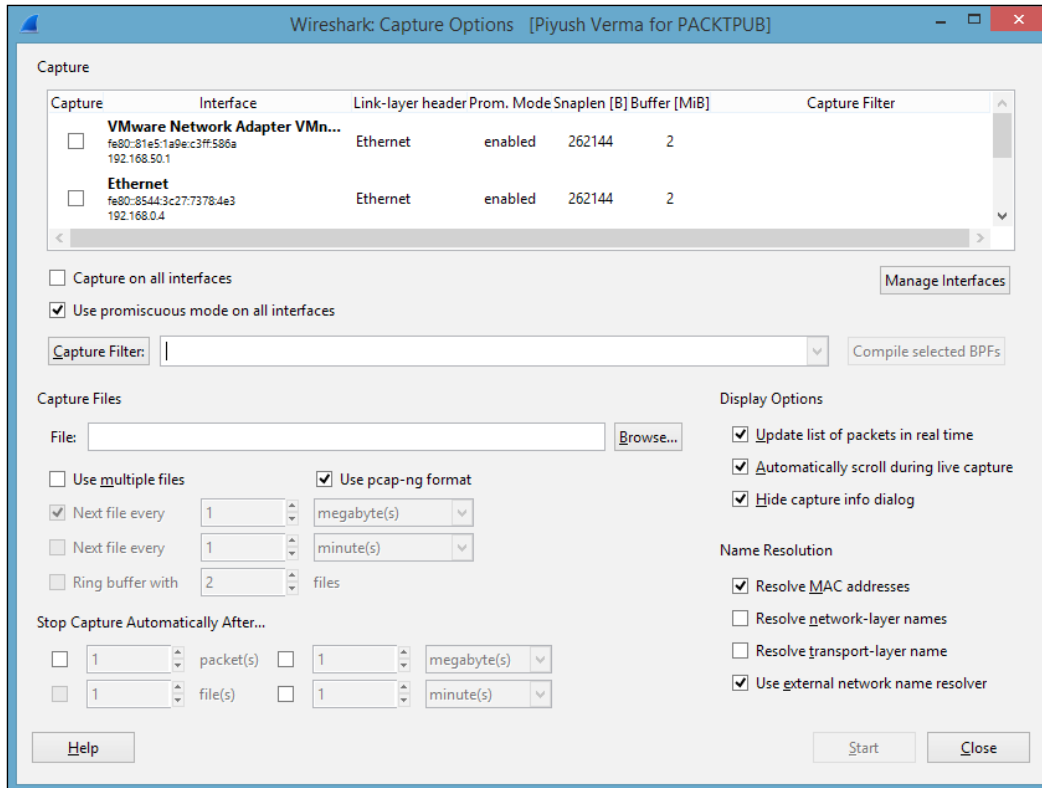 Wireshark: Capture Options [Piyush Verma for PACKTPUB]
Capture
Capture Interface Link-layer header Prom. Mode Snaplen [B] Buffer [MiB] Capture Filter
VMware Network Adapter VMn...
fe80::81e5:1a9e:c3ff:586a
192.168.50.1
Ethernet enabled 262144 2
Ethernet
fe80::8544:3c27:7378:4e3
192.168.0.4
Ethernet enabled 262144 2
Capture on all interfaces
Manage Interfaces
Use promiscuous mode on all interfaces
Capture Filter:
Compile selected BPFs
Capture Files
File:
Browse...
Use multiple files
Use pcap-ng format
Next file every 1 megabyte(s)
Next file every 1 minute(s)
Ring buffer with 2 files
Stop Capture Automatically After...
1 packet(s) 1 megabyte(s)
1 file(s) 1 minute(s)
Display Options
Update list of packets in real time
Automatically scroll during live capture
Hide capture info dialog
Name Resolution
Resolve MAC addresses
Resolve network-layer names
Resolve transport-layer name
Use external network name resolver
Help
Start
Close